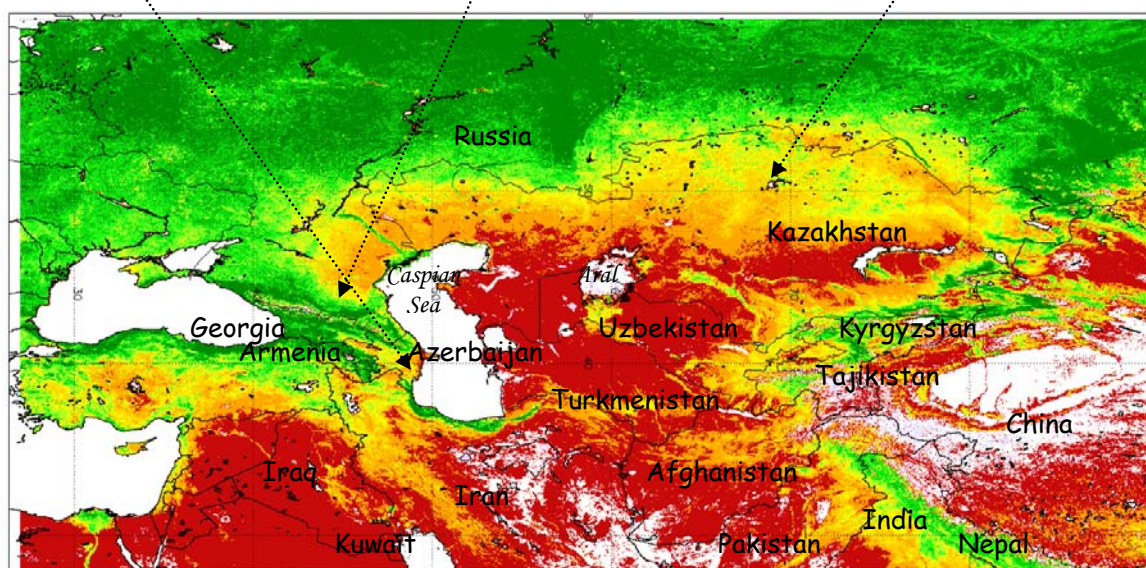 Russia
Kazakhstan
Caspian
Sea
Aral
Georgia
Uzbekistan
Kyrgyzstan
Armenia
Azerbaijan
Tajikistan
Turkmenistan
China
Iraq
Iran
Afghanistan
India
Kuwait
Pakistan
Nepal